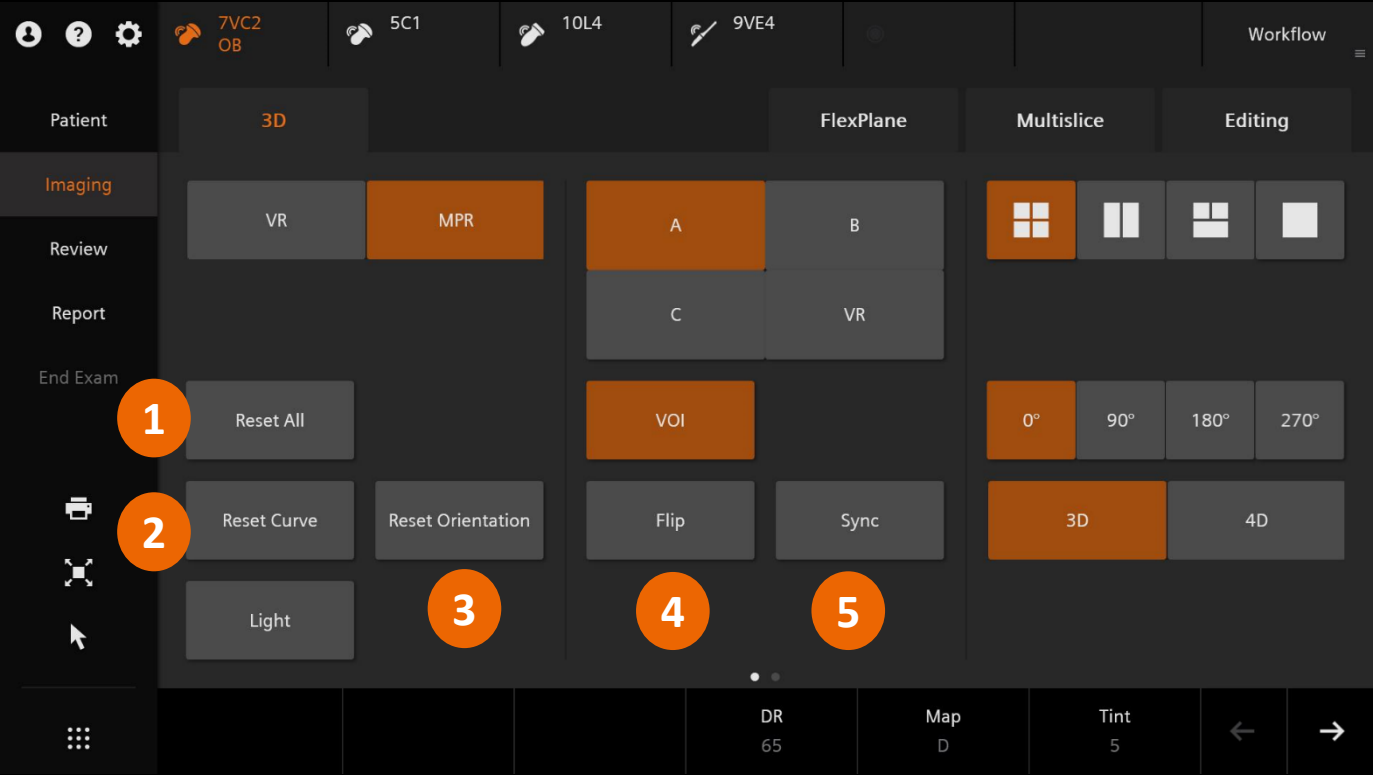 7VC2
OB
5C1
10L4
9VE4
Workflow
Patient
Imaging
Review
Report
End Exam
3D
FlexPlane
Multislice
Editing
VR
MPR
A
B
C
VR
1
Reset All
VOI
0°
90°
180°
270°
2
Reset Curve
Reset Orientation
Flip
Sync
3D
4D
3
4
5
Light
DR
65
Map
D
Tint
5